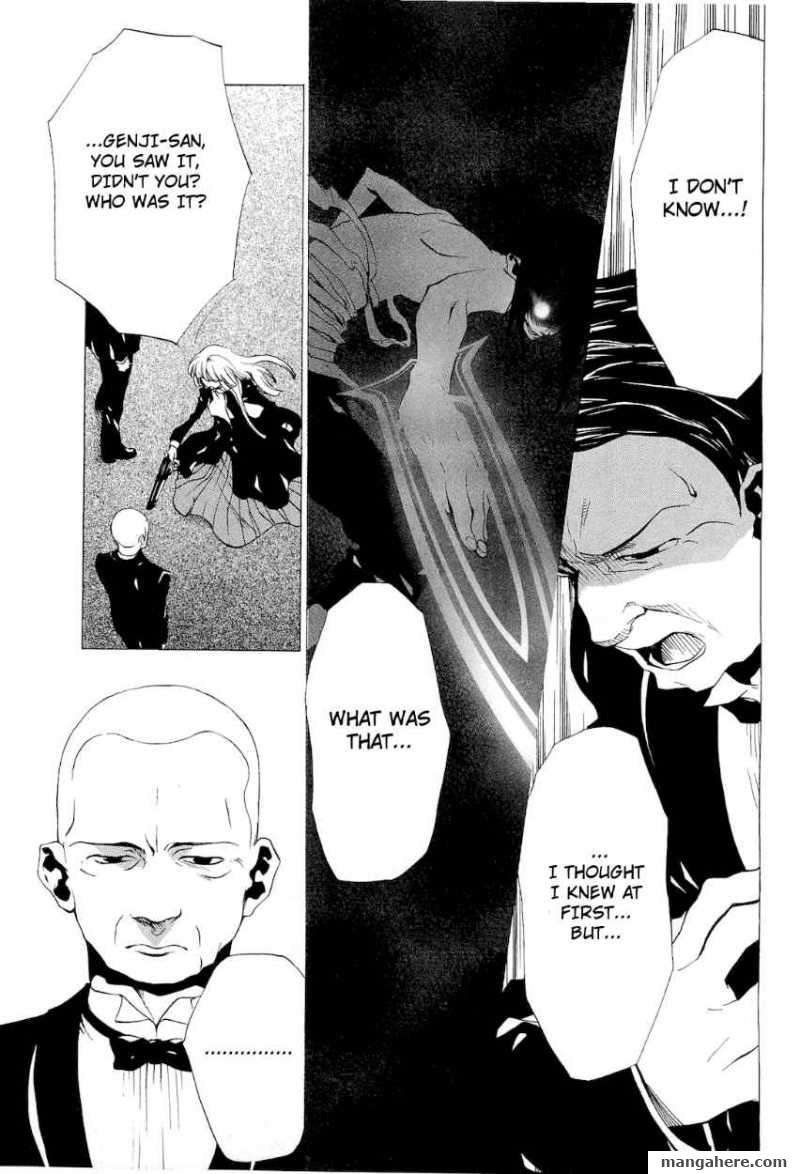 I DON'T
KNOW...!
...
I THOUGHT
I KNEW AT
FIRST...
BUT...
WHAT WAS
THAT...
...GENJI-SAN,
YOU SAW IT,
DIDN'T YOU?
WHO WAS IT?
...............
mangahere.com